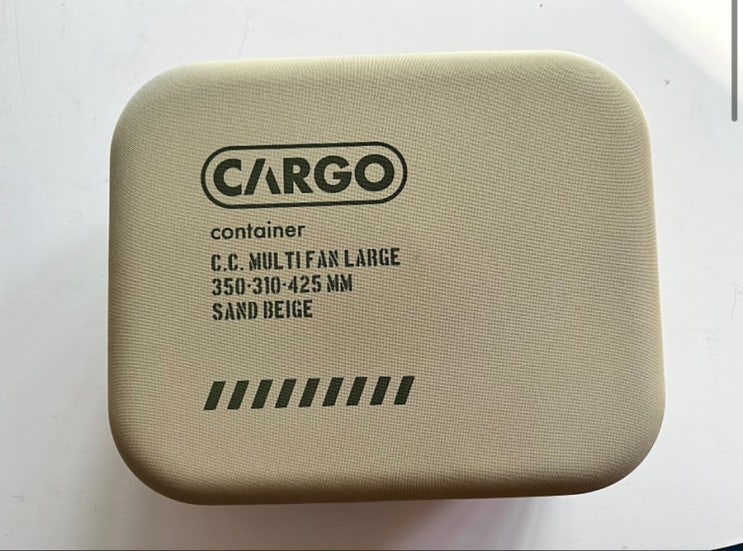 CARGO
container
C.C. MULTI FAN LARGE
350-310-425 MM
SAND BEIGE